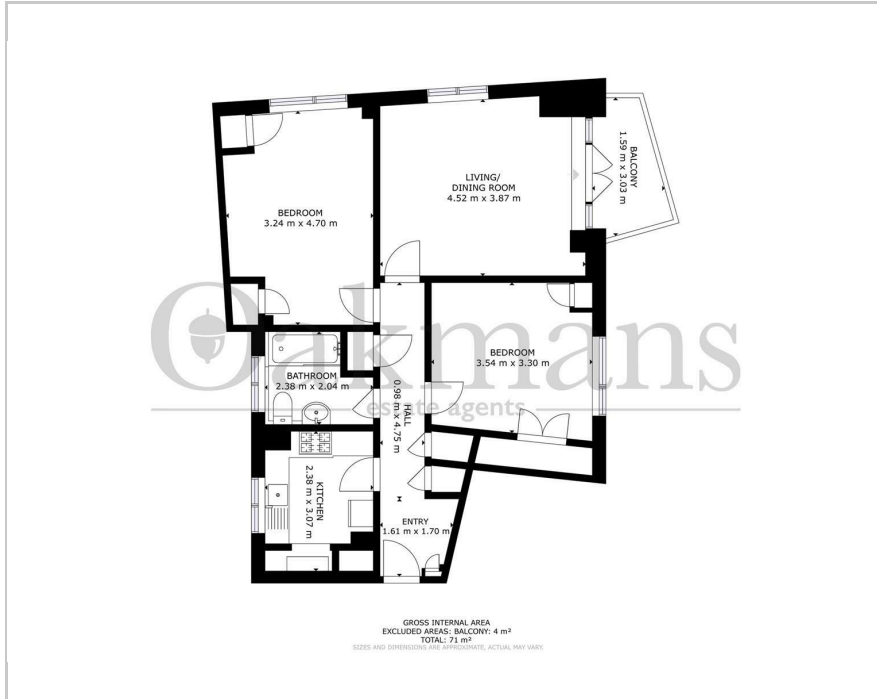 BEDROOM
3.24 m x 4.70 m
LIVING/
DINING ROOM
4.52 m x 3.87 m
BALCONY
1.59 m x 3.03 m
Oakmans
estate agents
BATHROOM
2.38 m x 2.04 m
HALL
0.98 m x 4.75 m
BEDROOM
3.54 m x 3.30 m
KITCHEN
2.38 m x 3.07 m
ENTRY
1.61 m x 1.70 m
GROSS INTERNAL AREA
EXCLUDED AREAS: BALCONY: 4 m²
TOTAL: 71 m²
SIZES AND DIMENSIONS ARE APPROXIMATE, ACTUAL MAY VARY.